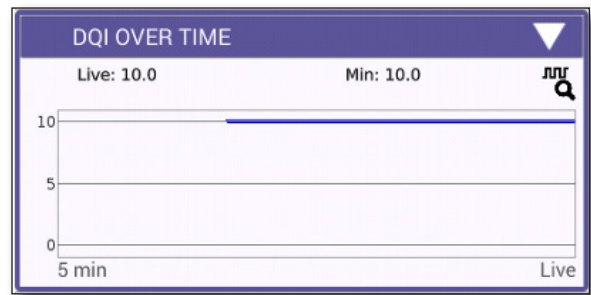 DQI OVER TIME
Live: 10.0 Min: 10.0
10
5
0
5 min Live